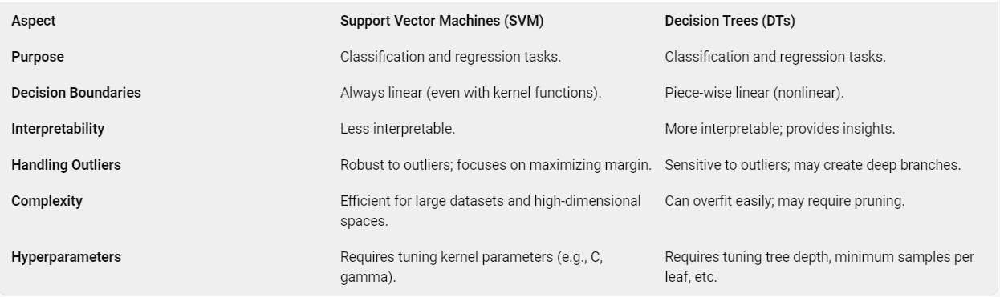 Aspect Support Vector Machines (SVM) Decision Trees (DTs)
Purpose Classification and regression tasks. Classification and regression tasks.
Decision Boundaries Always linear (even with kernel functions). Piece-wise linear (nonlinear).
Interpretability Less interpretable. More interpretable; provides insights.
Handling Outliers Robust to outliers; focuses on maximizing margin. Sensitive to outliers; may create deep branches.
Complexity Efficient for large datasets and high-dimensional Can overfit easily; may require pruning.
spaces.
Hyperparameters Requires tuning kernel parameters (e.g., C, Requires tuning tree depth, minimum samples per
gamma). leaf, etc.